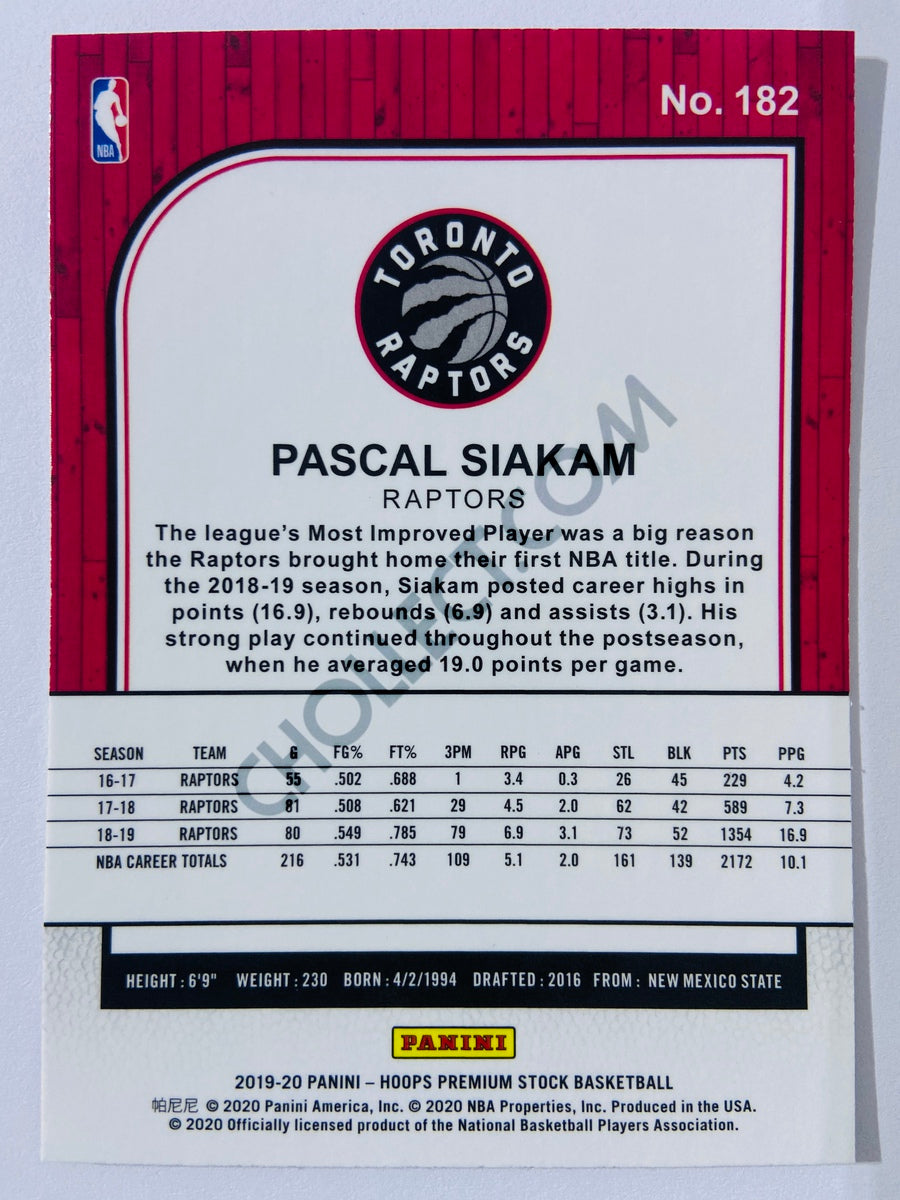 No. 182
NBA
TORONTO
RAPTORS
PASCAL SIAKAM
RAPTORS
The league's Most Improved Player was a big reason
the Raptors brought home their first NBA title. During
the 2018-19 season, Siakam posted career highs in
points (16.9), rebounds (6.9) and assists (3.1). His
strong play continued throughout the postseason,
when he averaged 19.0 points per game.
CHOLLECT.COM
SEASON TEAM G FG% FT% 3PM RPG APG STL BLK PTS PPG
16-17 RAPTORS 55 .502 .688 1 3.4 0.3 26 45 229 4.2
17-18 RAPTORS 81 .508 .621 29 4.5 2.0 62 42 589 7.3
18-19 RAPTORS 80 .549 .785 79 6.9 3.1 73 52 1354 16.9
NBA CAREER TOTALS 216 .531 .743 109 5.1 2.0 161 139 2172 10.1
HEIGHT : 6'9" WEIGHT : 230 BORN : 4/2/1994 DRAFTED : 2016 FROM : NEW MEXICO STATE
PANINI
2019-20 PANINI – HOOPS PREMIUM STOCK BASKETBALL
帕尼尼 © 2020 Panini America, Inc. © 2020 NBA Properties, Inc. Produced in the USA.
© 2020 Officially licensed product of the National Basketball Players Association.